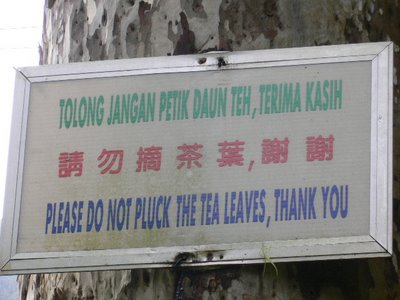 TOLONG JANGAN PETIK DAUN TEH, TERIMA KASIH
請勿摘茶葉,謝謝
PLEASE DO NOT PLUCK THE TEA LEAVES, THANK YOU